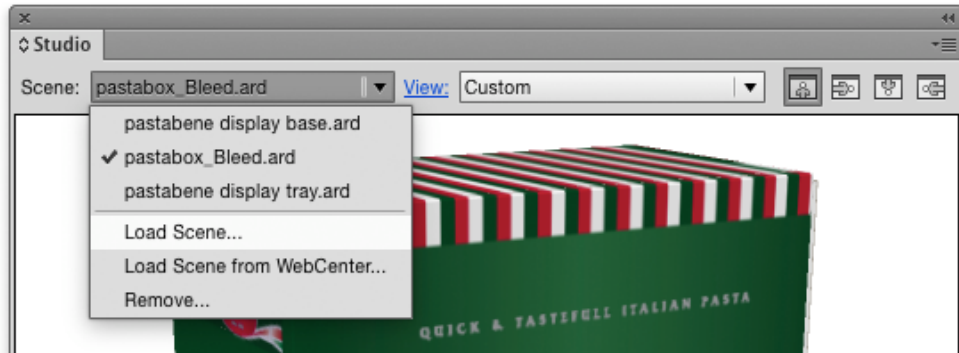 Studio
Scene: pastabox_Bleed.ard View: Custom
pastabene display base.ard
pastabox_Bleed.ard
pastabene display tray.ard
Load Scene...
Load Scene from WebCenter...
Remove...
QUICK & TASTEFULL ITALIAN PASTA